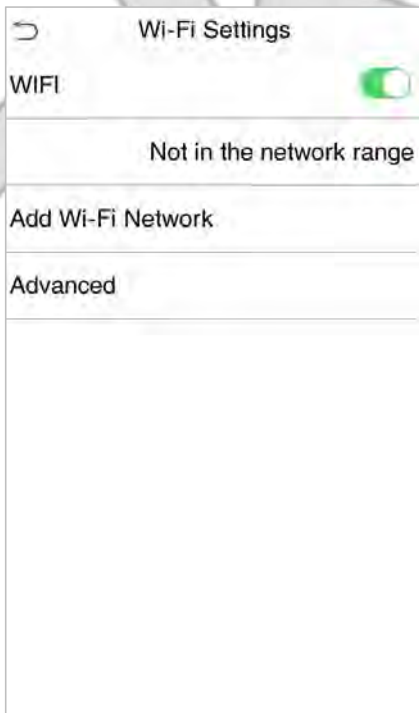 Wi-Fi Settings
WIFI
Not in the network range
Add Wi-Fi Network
Advanced